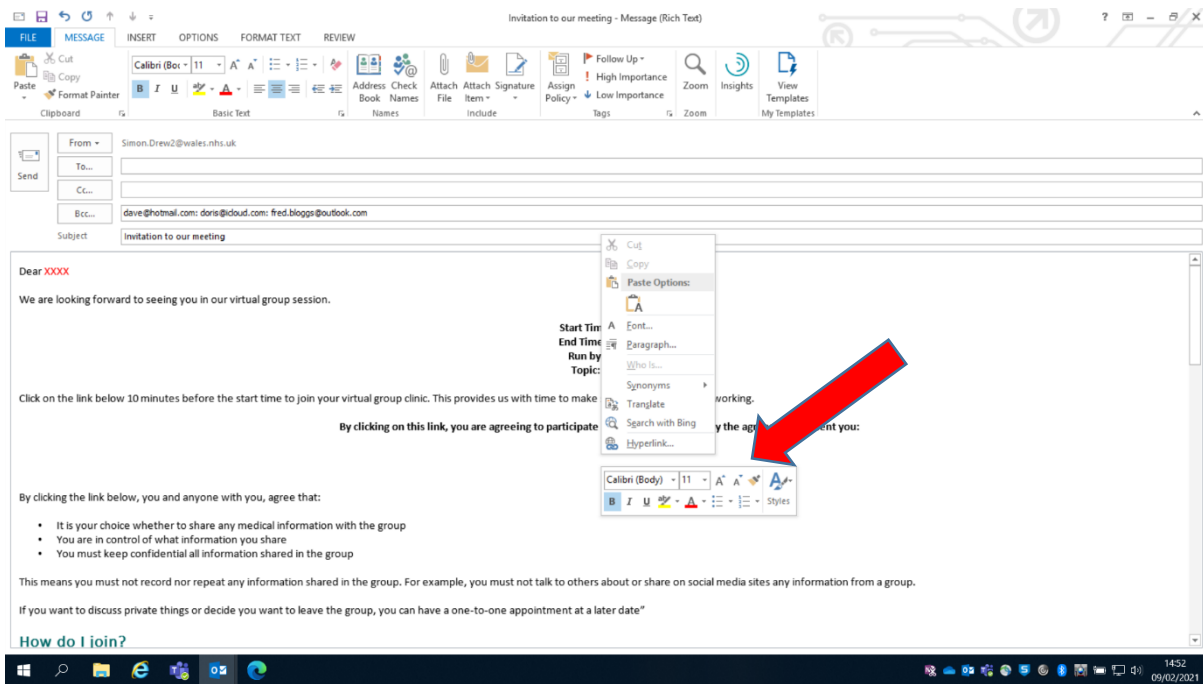 Invitation to our meeting - Message (Rich Text)
FILE MESSAGE INSERT OPTIONS FORMAT TEXT REVIEW
Paste
Cut
Copy
Format Painter
Clipboard
Calibri (Boc 11
B I U
Basic Text
Address Book
Check Names
Names
Attach File
Attach Item
Signature
Include
Assign Policy
Follow Up
High Importance
Low Importance
Tags
Zoom
Zoom
Insights
View Templates
My Templates
Send
From Simon.Drew2@wales.nhs.uk
To...
Cc...
Bcc... dave@hotmail.com: doris@icloud.com: fred.bloggs@outlook.com
Subject Invitation to our meeting
Dear XXXX
We are looking forward to seeing you in our virtual group session.
Start Tim
End Time
Run by
Topic:
Click on the link below 10 minutes before the start time to join your virtual group clinic. This provides us with time to make working.
By clicking on this link, you are agreeing to participate y the ag ent you:
Cut
Copy
Paste Options:
Font...
Paragraph...
Who Is...
Synonyms
Translate
Search with Bing
Hyperlink...
Calibri (Body) 11
B I U
Styles
By clicking the link below, you and anyone with you, agree that:
• It is your choice whether to share any medical information with the group
• You are in control of what information you share
• You must keep confidential all information shared in the group
This means you must not record nor repeat any information shared in the group. For example, you must not talk to others about or share on social media sites any information from a group.
If you want to discuss private things or decide you want to leave the group, you can have a one-to-one appointment at a later date”
How do I join?
14:52
09/02/2021